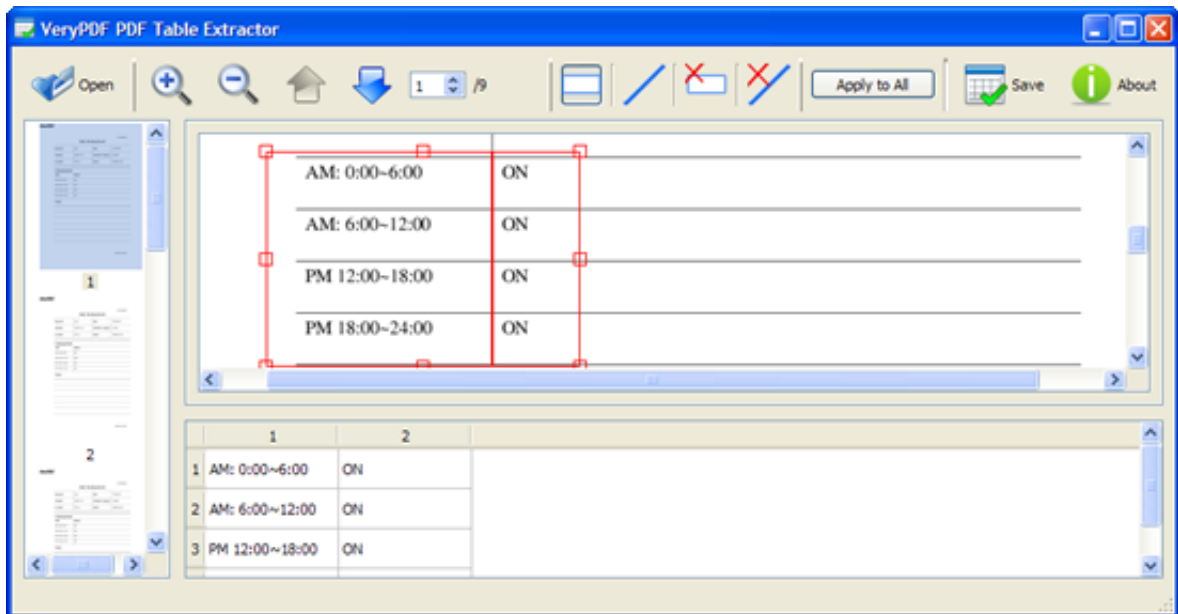 VeryPDF PDF Table Extractor
Open 1 /9 Apply to All Save About
1
2
AM: 0:00~6:00 ON
AM: 6:00~12:00 ON
PM 12:00~18:00 ON
PM 18:00~24:00 ON
1 2
1 AM: 0:00~6:00 ON
2 AM: 6:00~12:00 ON
3 PM 12:00~18:00 ON